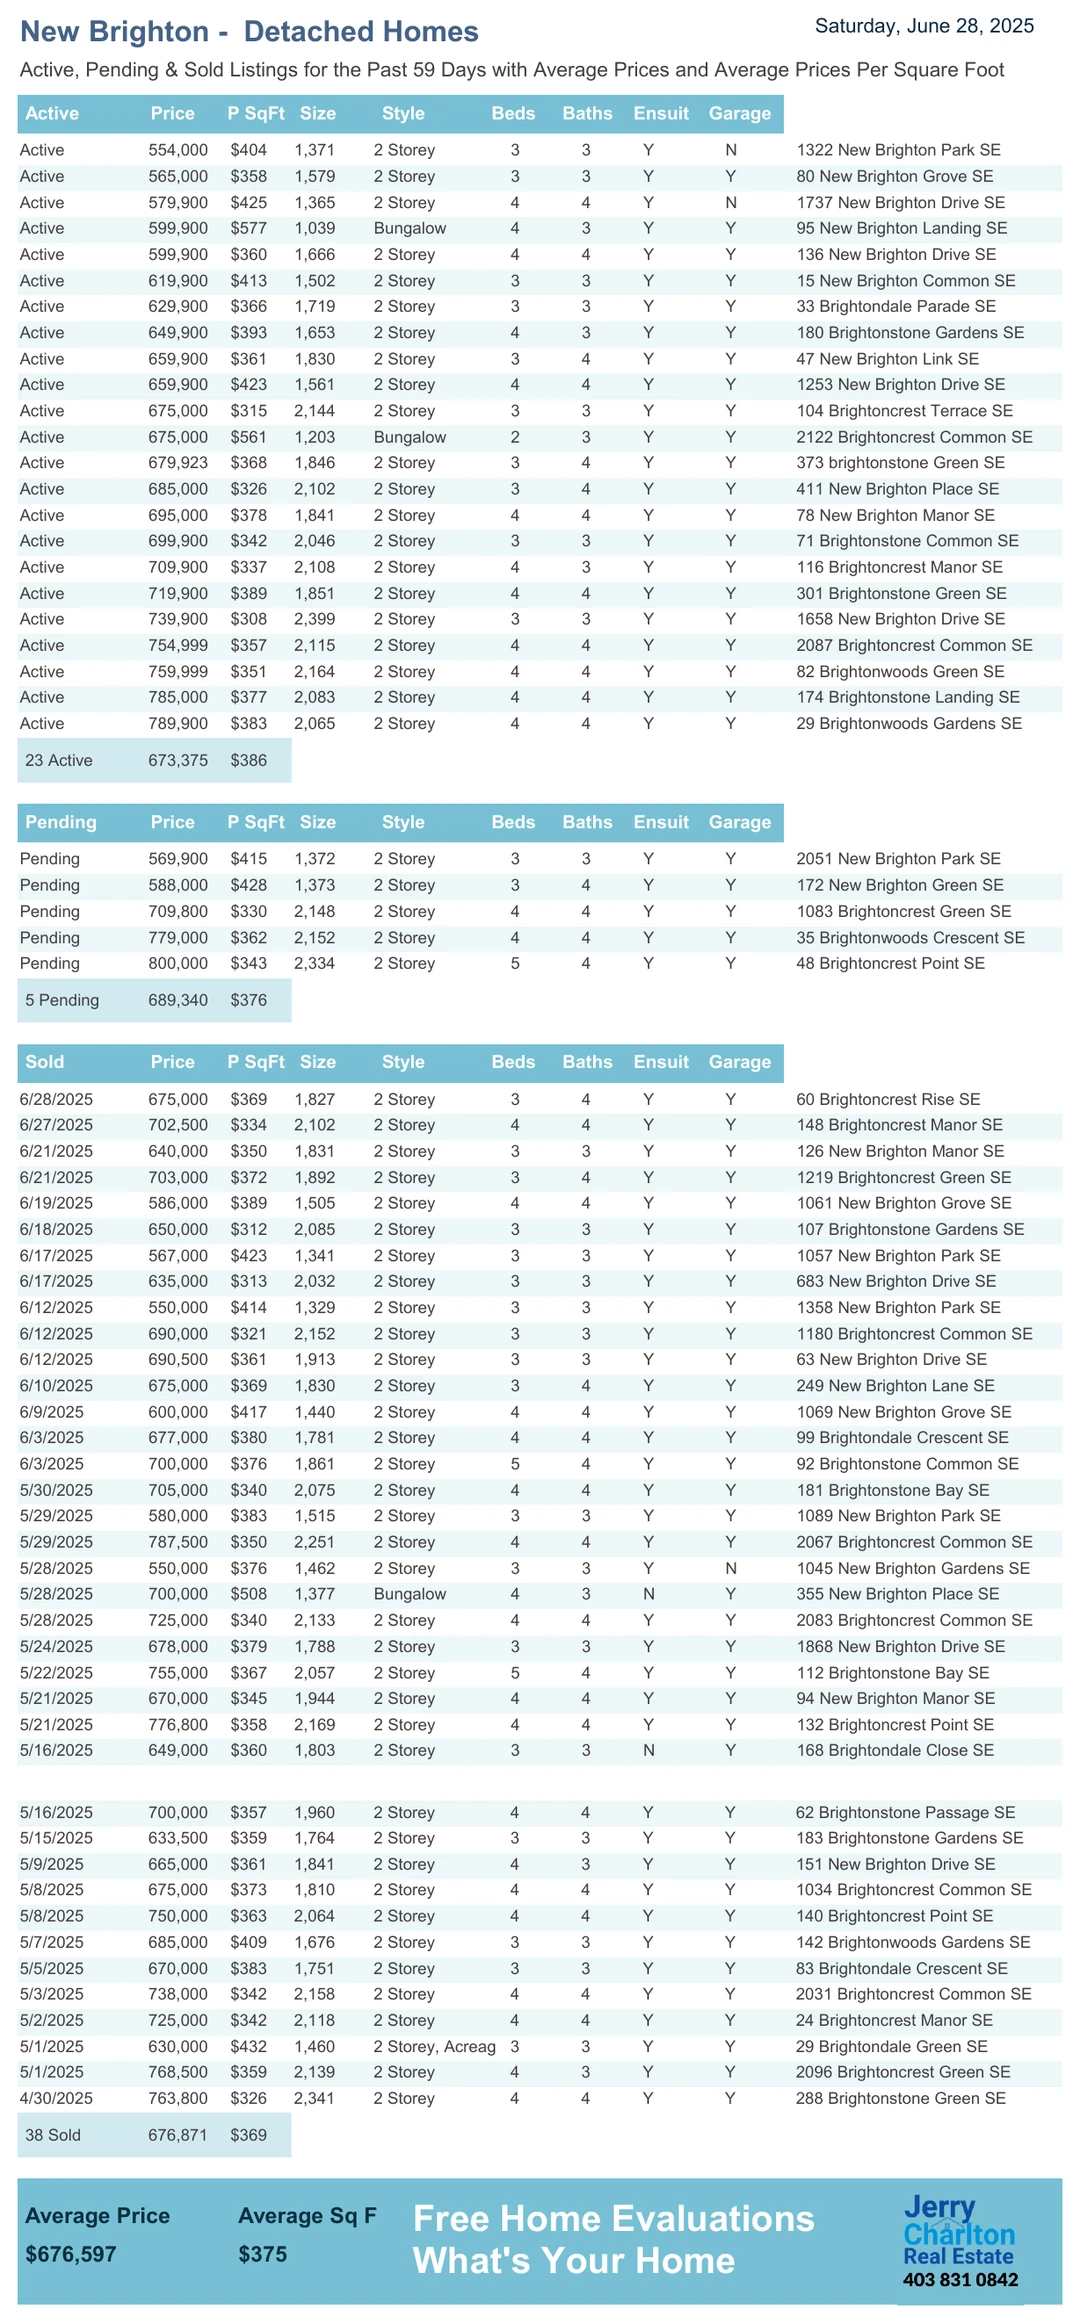 New Brighton - Detached Homes
Saturday, June 28, 2025
Active, Pending & Sold Listings for the Past 59 Days with Average Prices and Average Prices Per Square Foot
Active Price P SqFt Size Style Beds Baths Ensuit Garage
Active 554,000 $404 1,371 2 Storey 3 3 Y N 1322 New Brighton Park SE
Active 565,000 $358 1,579 2 Storey 3 3 Y Y 80 New Brighton Grove SE
Active 579,900 $425 1,365 2 Storey 4 4 Y N 1737 New Brighton Drive SE
Active 599,900 $577 1,039 Bungalow 4 3 Y Y 95 New Brighton Landing SE
Active 599,900 $360 1,666 2 Storey 4 4 Y Y 136 New Brighton Drive SE
Active 619,900 $413 1,502 2 Storey 3 3 Y Y 15 New Brighton Common SE
Active 629,900 $366 1,719 2 Storey 3 3 Y Y 33 Brightondale Parade SE
Active 649,900 $393 1,653 2 Storey 4 3 Y Y 180 Brightonstone Gardens SE
Active 659,900 $361 1,830 2 Storey 3 4 Y Y 47 New Brighton Link SE
Active 659,900 $423 1,561 2 Storey 4 4 Y Y 1253 New Brighton Drive SE
Active 675,000 $315 2,144 2 Storey 3 3 Y Y 104 Brightoncrest Terrace SE
Active 675,000 $561 1,203 Bungalow 2 3 Y Y 2122 Brightoncrest Common SE
Active 679,923 $368 1,846 2 Storey 3 4 Y Y 373 brightonstone Green SE
Active 685,000 $326 2,102 2 Storey 3 4 Y Y 411 New Brighton Place SE
Active 695,000 $378 1,841 2 Storey 4 4 Y Y 78 New Brighton Manor SE
Active 699,900 $342 2,046 2 Storey 3 3 Y Y 71 Brightonstone Common SE
Active 709,900 $337 2,108 2 Storey 4 3 Y Y 116 Brightoncrest Manor SE
Active 719,900 $389 1,851 2 Storey 4 4 Y Y 301 Brightonstone Green SE
Active 739,900 $308 2,399 2 Storey 3 3 Y Y 1658 New Brighton Drive SE
Active 754,999 $357 2,115 2 Storey 4 4 Y Y 2087 Brightoncrest Common SE
Active 759,999 $351 2,164 2 Storey 4 4 Y Y 82 Brightonwoods Green SE
Active 785,000 $377 2,083 2 Storey 4 4 Y Y 174 Brightonstone Landing SE
Active 789,900 $383 2,065 2 Storey 4 4 Y Y 29 Brightonwoods Gardens SE
23 Active 673,375 $386
Pending Price P SqFt Size Style Beds Baths Ensuit Garage
Pending 569,900 $415 1,372 2 Storey 3 3 Y Y 2051 New Brighton Park SE
Pending 588,000 $428 1,373 2 Storey 3 4 Y Y 172 New Brighton Green SE
Pending 709,800 $330 2,148 2 Storey 4 4 Y Y 1083 Brightoncrest Green SE
Pending 779,000 $362 2,152 2 Storey 4 4 Y Y 35 Brightonwoods Crescent SE
Pending 800,000 $343 2,334 2 Storey 5 4 Y Y 48 Brightoncrest Point SE
5 Pending 689,340 $376
Sold Price P SqFt Size Style Beds Baths Ensuit Garage
6/28/2025 675,000 $369 1,827 2 Storey 3 4 Y Y 60 Brightoncrest Rise SE
6/27/2025 702,500 $334 2,102 2 Storey 4 4 Y Y 148 Brightoncrest Manor SE
6/21/2025 640,000 $350 1,831 2 Storey 3 3 Y Y 126 New Brighton Manor SE
6/21/2025 703,000 $372 1,892 2 Storey 3 4 Y Y 1219 Brightoncrest Green SE
6/19/2025 586,000 $389 1,505 2 Storey 4 4 Y Y 1061 New Brighton Grove SE
6/18/2025 650,000 $312 2,085 2 Storey 3 3 Y Y 107 Brightonstone Gardens SE
6/17/2025 567,000 $423 1,341 2 Storey 3 3 Y Y 1057 New Brighton Park SE
6/17/2025 635,000 $313 2,032 2 Storey 3 3 Y Y 683 New Brighton Drive SE
6/12/2025 550,000 $414 1,329 2 Storey 3 3 Y Y 1358 New Brighton Park SE
6/12/2025 690,000 $321 2,152 2 Storey 3 3 Y Y 1180 Brightoncrest Common SE
6/12/2025 690,500 $361 1,913 2 Storey 3 3 Y Y 63 New Brighton Drive SE
6/10/2025 675,000 $369 1,830 2 Storey 3 4 Y Y 249 New Brighton Lane SE
6/9/2025 600,000 $417 1,440 2 Storey 4 4 Y Y 1069 New Brighton Grove SE
6/3/2025 677,000 $380 1,781 2 Storey 4 4 Y Y 99 Brightondale Crescent SE
6/3/2025 700,000 $376 1,861 2 Storey 5 4 Y Y 92 Brightonstone Common SE
5/30/2025 705,000 $340 2,075 2 Storey 4 4 Y Y 181 Brightonstone Bay SE
5/29/2025 580,000 $383 1,515 2 Storey 3 3 Y Y 1089 New Brighton Park SE
5/29/2025 787,500 $350 2,251 2 Storey 4 4 Y Y 2067 Brightoncrest Common SE
5/28/2025 550,000 $376 1,462 2 Storey 3 3 Y N 1045 New Brighton Gardens SE
5/28/2025 700,000 $508 1,377 Bungalow 4 3 N Y 355 New Brighton Place SE
5/28/2025 725,000 $340 2,133 2 Storey 4 4 Y Y 2083 Brightoncrest Common SE
5/24/2025 678,000 $379 1,788 2 Storey 3 3 Y Y 1868 New Brighton Drive SE
5/22/2025 755,000 $367 2,057 2 Storey 5 4 Y Y 112 Brightonstone Bay SE
5/21/2025 670,000 $345 1,944 2 Storey 4 4 Y Y 94 New Brighton Manor SE
5/21/2025 776,800 $358 2,169 2 Storey 4 4 Y Y 132 Brightoncrest Point SE
5/16/2025 649,000 $360 1,803 2 Storey 3 3 N Y 168 Brightondale Close SE
5/16/2025 700,000 $357 1,960 2 Storey 4 4 Y Y 62 Brightonstone Passage SE
5/15/2025 633,500 $359 1,764 2 Storey 3 3 Y Y 183 Brightonstone Gardens SE
5/9/2025 665,000 $361 1,841 2 Storey 4 3 Y Y 151 New Brighton Drive SE
5/8/2025 675,000 $373 1,810 2 Storey 4 4 Y Y 1034 Brightoncrest Common SE
5/8/2025 750,000 $363 2,064 2 Storey 4 4 Y Y 140 Brightoncrest Point SE
5/7/2025 685,000 $409 1,676 2 Storey 3 3 Y Y 142 Brightonwoods Gardens SE
5/5/2025 670,000 $383 1,751 2 Storey 3 3 Y Y 83 Brightondale Crescent SE
5/3/2025 738,000 $342 2,158 2 Storey 4 4 Y Y 2031 Brightoncrest Common SE
5/2/2025 725,000 $342 2,118 2 Storey 4 4 Y Y 24 Brightoncrest Manor SE
5/1/2025 630,000 $432 1,460 2 Storey, Acreag 3 3 Y Y 29 Brightondale Green SE
5/1/2025 768,500 $359 2,139 2 Storey 4 3 Y Y 2096 Brightoncrest Green SE
4/30/2025 763,800 $326 2,341 2 Storey 4 4 Y Y 288 Brightonstone Green SE
38 Sold 676,871 $369
Average Price Average Sq F
$676,597 $375
Free Home Evaluations
What's Your Home
Jerry
Charlton
Real Estate
403 831 0842